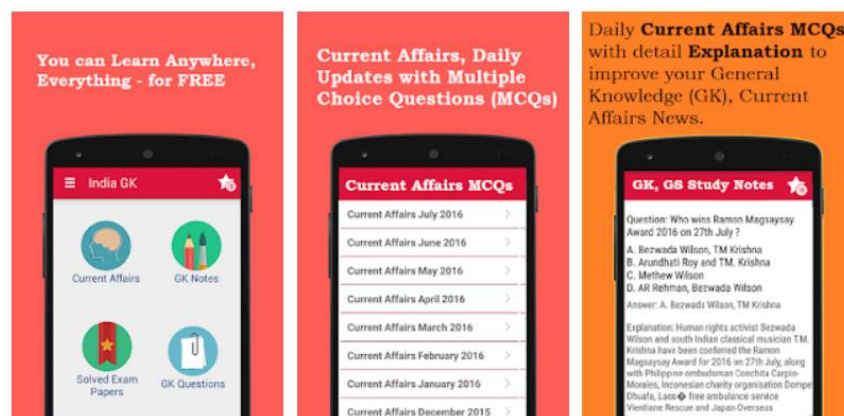 You can Learn Anywhere,
Everything - for FREE
India GK
Current Affairs
GK Notes
Solved Exam
Papers
GK Questions
Current Affairs, Daily
Updates with Multiple
Choice Questions (MCQs)
Current Affairs MCQs
Current Affairs July 2016
Current Affairs June 2016
Current Affairs May 2016
Current Affairs April 2016
Current Affairs March 2016
Current Affairs February 2016
Current Affairs January 2016
Current Affairs December 2015
Daily Current Affairs MCQs
with detail Explanation to
improve your General
Knowledge (GK), Current
Affairs News.
GK, GS Study Notes
Question: Who wins Ramon Magsaysay
Award 2016 on 27th July ?
A. Bezwada Wilson, TM Krishna
B. Arundhati Roy and TM. Krishna
C. Methew Wilson
D. AR Rehman, Bezwada Wilson
Answer: A. Bezwada Wilson, TM Krishna
Explanation: Human rights activist Bezwada
Wilson and south Indian classical musician T.M.
Krishna have been conferred the Ramon
Magsaysay Award for 2016 on 27th July, along
with Philippine ombudsman Conchita Carpio-
Morales, Indonesian charity organisation Dompe
Dhuafa, Laos� free ambulance service
Vientiane Rescue and Japan Overseas